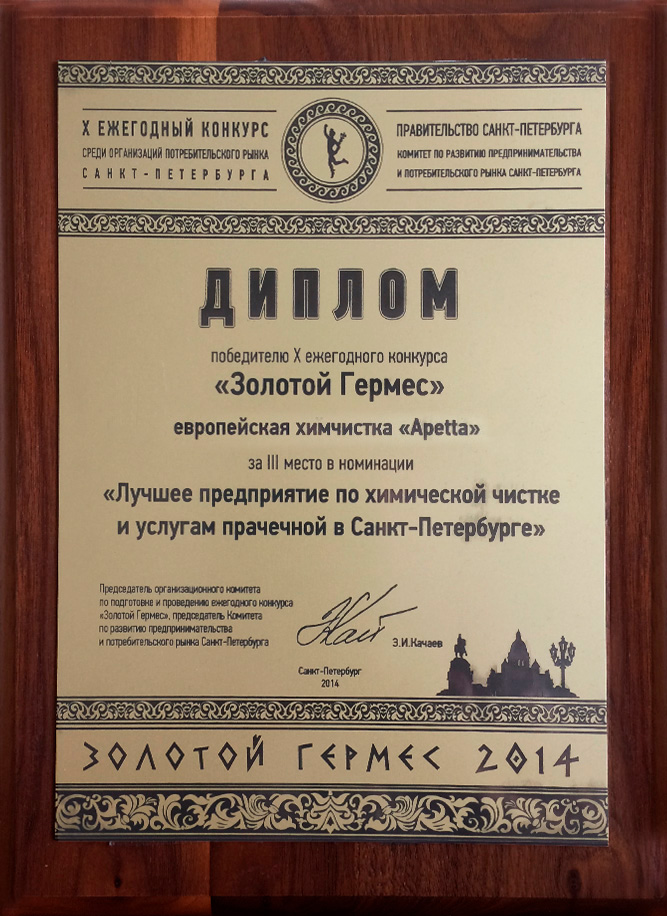 X ЕЖЕГОДНЫЙ КОНКУРС
СРЕДИ ОРГАНИЗАЦИЙ ПОТРЕБИТЕЛЬСКОГО РЫНКА
САНКТ-ПЕТЕРБУРГА
ПРАВИТЕЛЬСТВО САНКТ-ПЕТЕРБУРГА
КОМИТЕТ ПО РАЗВИТИЮ ПРЕДПРИНИМАТЕЛЬСТВА
И ПОТРЕБИТЕЛЬСКОГО РЫНКА САНКТ-ПЕТЕРБУРГА
ДИПЛОМ
победителю X ежегодного конкурса
«Золотой Гермес»
европейская химчистка «Apetta»
за III место в номинации
«Лучшее предприятие по химической чистке
и услугам прачечной в Санкт-Петербурге»
Председатель организационного комитета
по подготовке и проведению ежегодного конкурса
«Золотой Гермес», председатель Комитета
по развитию предпринимательства
и потребительского рынка Санкт-Петербурга
Э.И.Качаев
Санкт-Петербург
2014
ЗОЛОТОЙ ГЕРМЕС 2014